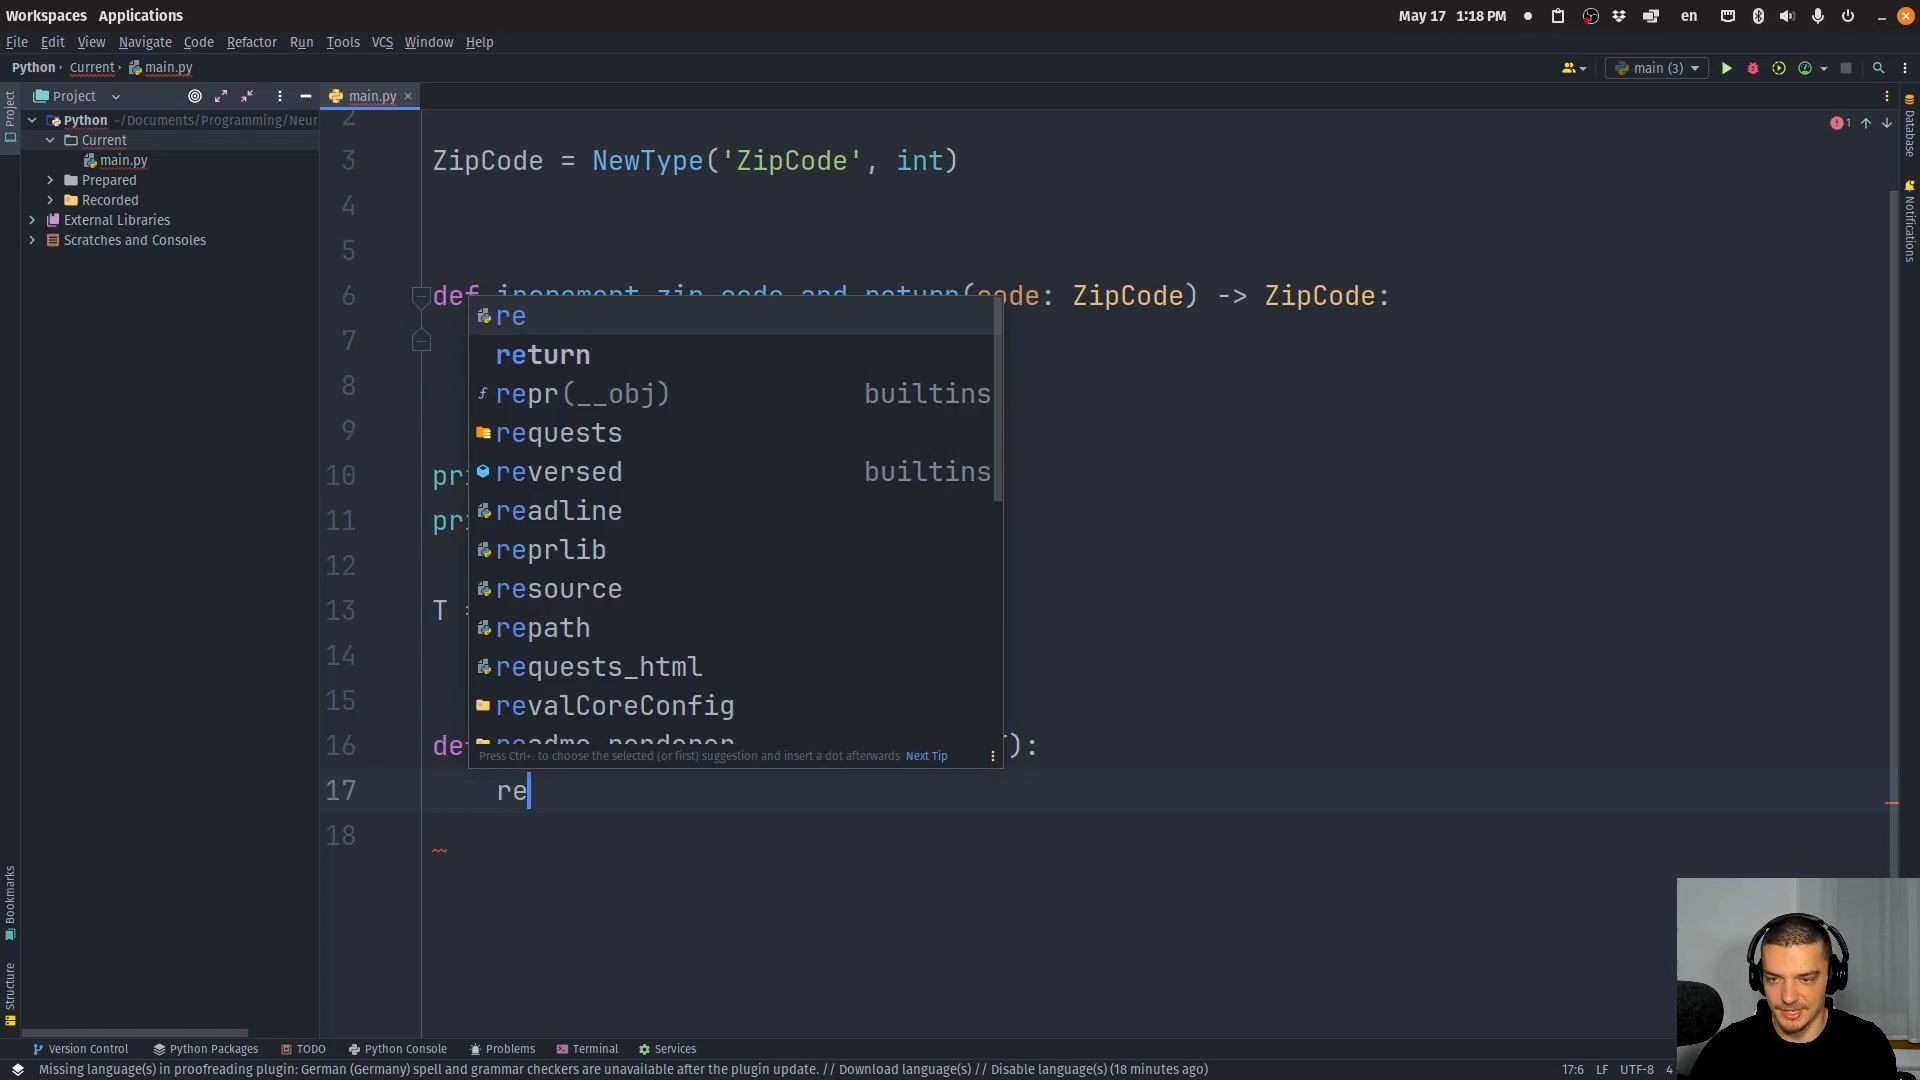 Workspaces Applications
May 17 1:18 PM
en
File Edit View Navigate Code Refactor Run Tools VCS Window Help
Python Current main.py
main (3)
Project
main.py
Python ~/Documents/Programming/Neur
Current
main.py
Prepared
Recorded
External Libraries
Scratches and Consoles
Project
Bookmarks
Structure
Database
Notifications
1
2
3 ZipCode = NewType('ZipCode', int)
4
5
6 def increment_zip_code_and_return(code: ZipCode) -> ZipCode:
7
8
9
10 pri
11 pri
12
13 T
14
15
16 def ):
17 re
18
re
return
repr(__obj) builtins
requests
reversed builtins
readline
reprlib
resource
repath
requests_html
revalCoreConfig
readme_renderer
Press Ctrl+. to choose the selected (or first) suggestion and insert a dot afterwards Next Tip
Version Control Python Packages TODO Python Console Problems Terminal Services
Missing language(s) in proofreading plugin: German (Germany) spell and grammar checkers are unavailable after the plugin update. // Download language(s) // Disable language(s) (18 minutes ago)
17:6 LF UTF-8 4